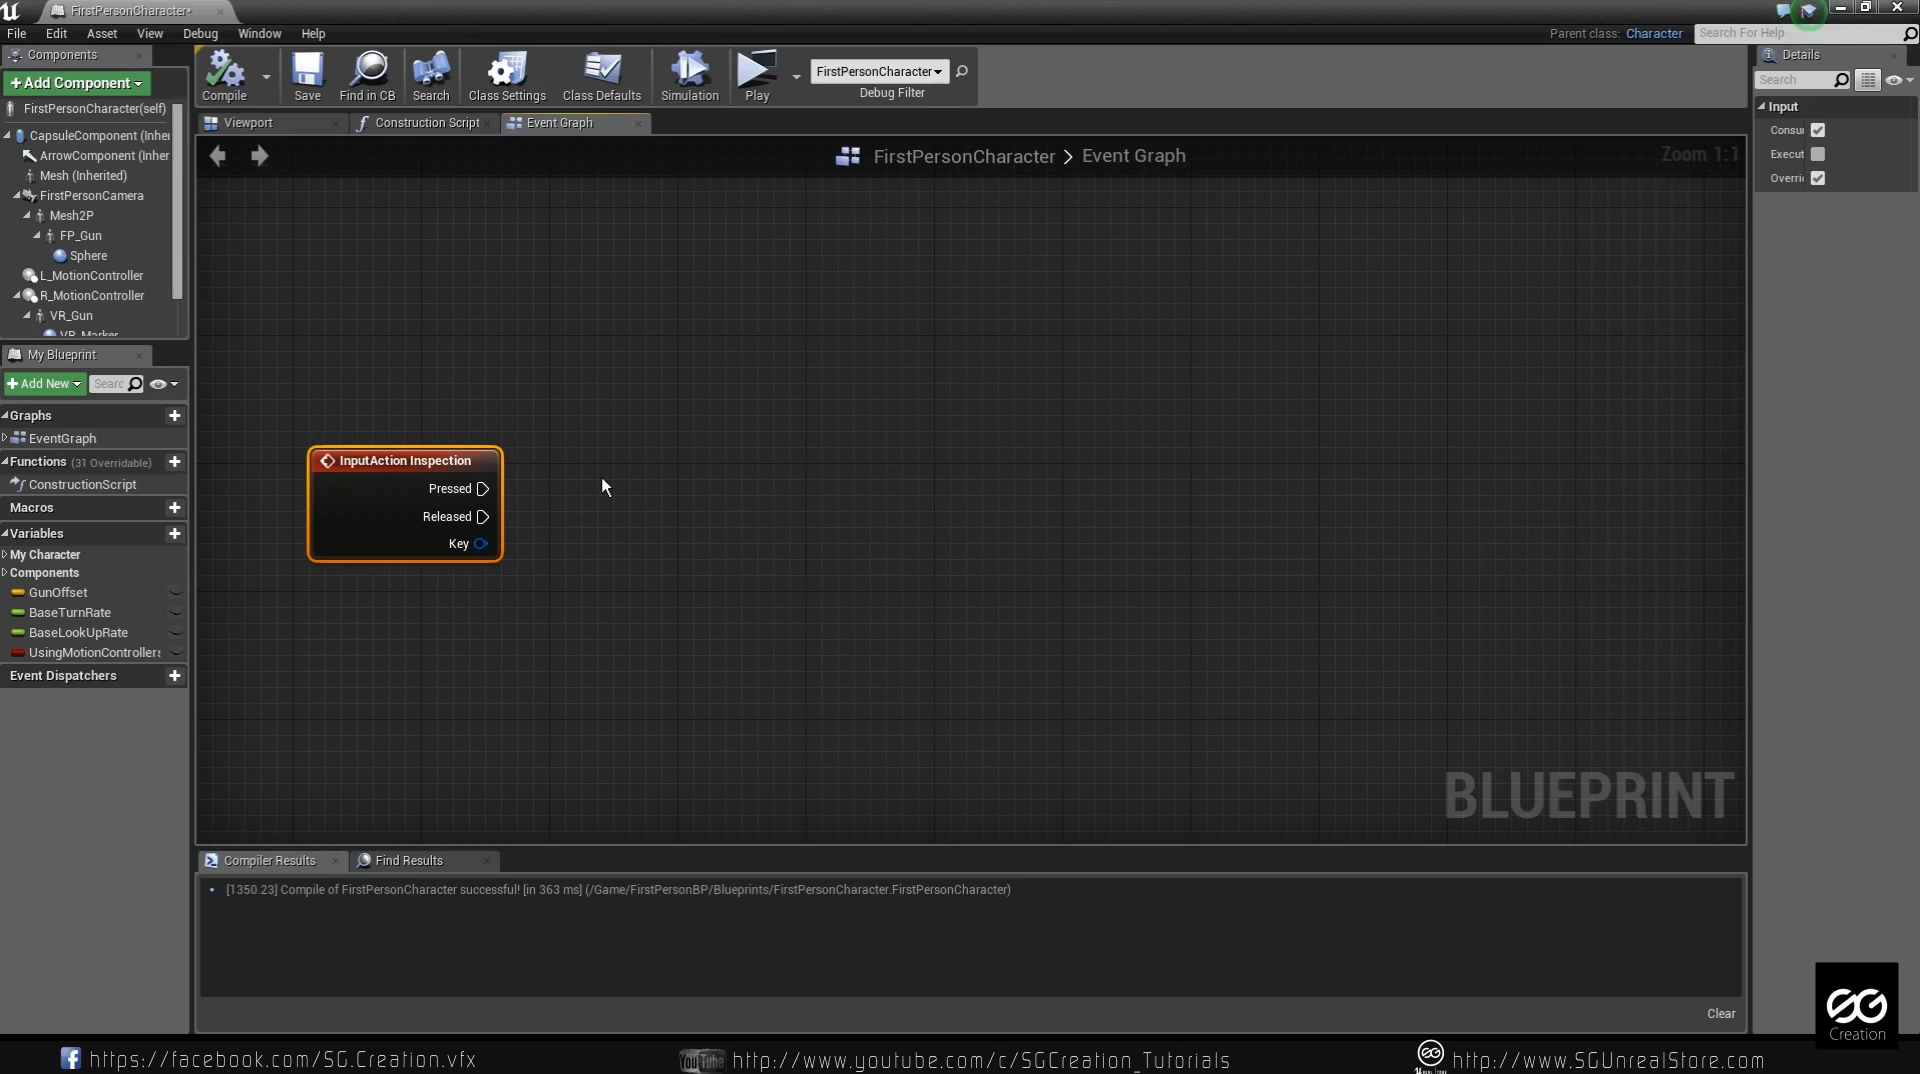 FirstPersonCharacter*
File Edit Asset View Debug Window Help
Parent class: Character
Search For Help
Components
+Add Component
FirstPersonCharacter(self)
CapsuleComponent (Inher
ArrowComponent (Inher
Mesh (Inherited)
FirstPersonCamera
Mesh2P
FP_Gun
Sphere
L_MotionController
R_MotionController
VR_Gun
VR_Marker
My Blueprint
+Add New
Searc
Graphs
EventGraph
Functions (31 Overridable)
ConstructionScript
Macros
Variables
My Character
Components
GunOffset
BaseTurnRate
BaseLookUpRate
UsingMotionControllers
Event Dispatchers
Compile
Save
Find in CB
Search
Class Settings
Class Defaults
Simulation
Play
FirstPersonCharacter
Debug Filter
Viewport
Construction Script
Event Graph
FirstPersonCharacter > Event Graph
Zoom 1:1
InputAction Inspection
Pressed
Released
Key
BLUEPRINT
Compiler Results
Find Results
[1350.23] Compile of FirstPersonCharacter successful! [in 363 ms] (/Game/FirstPersonBP/Blueprints/FirstPersonCharacter.FirstPersonCharacter)
Clear
Details
Search
Input
Consu
Execut
Overri
SG
Creation
https://facebook.com/SG.Creation.vfx
YouTube
http://www.youtube.com/c/SGCreation_Tutorials
http://www.SGUnrealStore.com